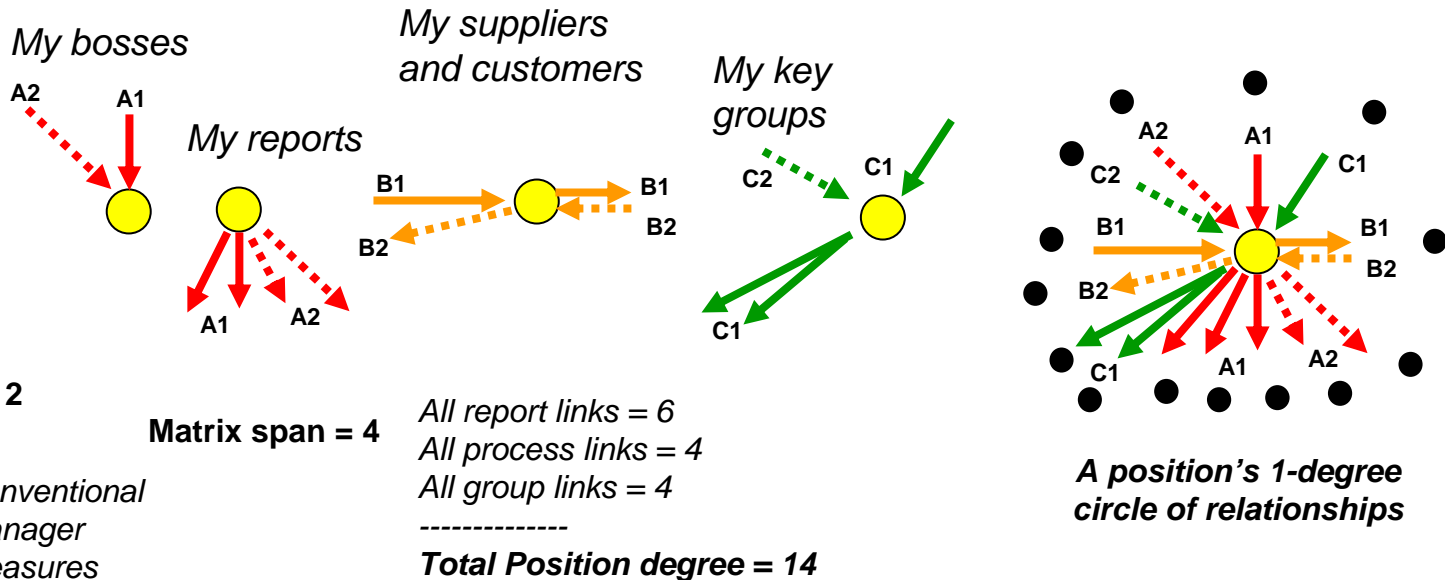 My bosses
A2
A1
My reports
A1
A2
My suppliers
and customers
B1
B2
B1
B2
My key
groups
C2
C1
C1
A2
A1
C1
C2
B1
B2
B1
B2
C1
A1
A2
2
Matrix span = 4
onventional
anager
easures
All report links = 6
All process links = 4
All group links = 4
--------------
Total Position degree = 14
A position's 1-degree
circle of relationships